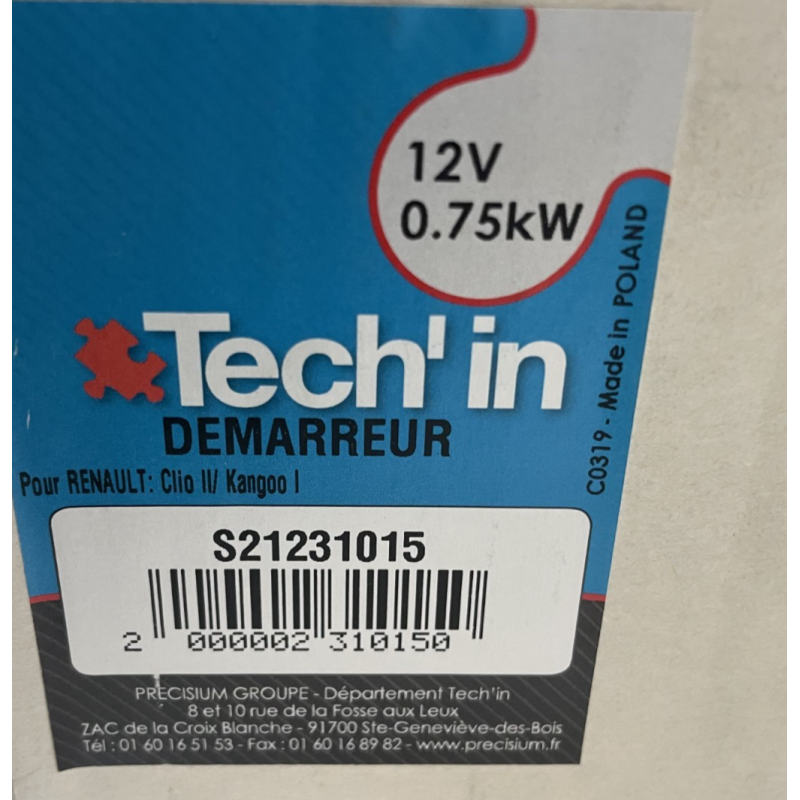 12V
0.75kW
C0319 - Made in POLAND
Tech'in
DEMARREUR
Pour RENAULT: Clio II/ Kangoo I
S21231015
2 000002 310150
PRECISIUM GROUPE - Département Tech'in
8 et 10 rue de la Fosse aux Leux
ZAC de la Croix Blanche - 91700 Ste-Geneviève-des-Bois
Tél : 01 60 16 51 53 - Fax : 01 60 16 89 82 - www.precisium.fr